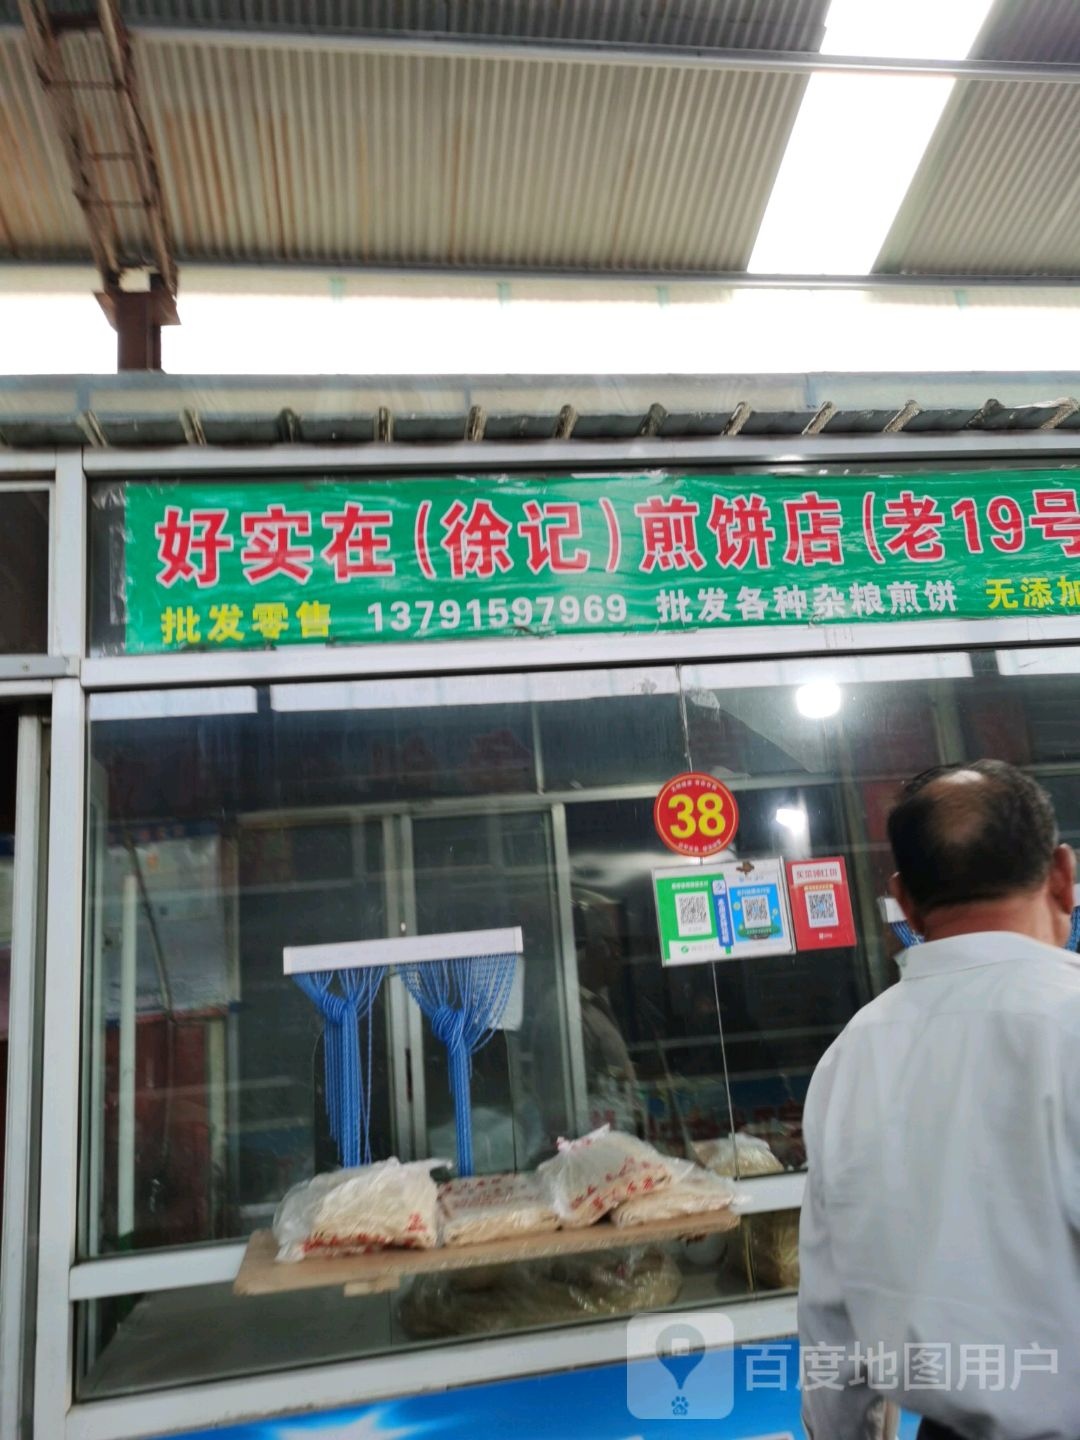 好实在(徐记)煎饼店(老19号
批发零售 13791597969 批发各种杂粮煎饼 无添加
38
百度地图用户